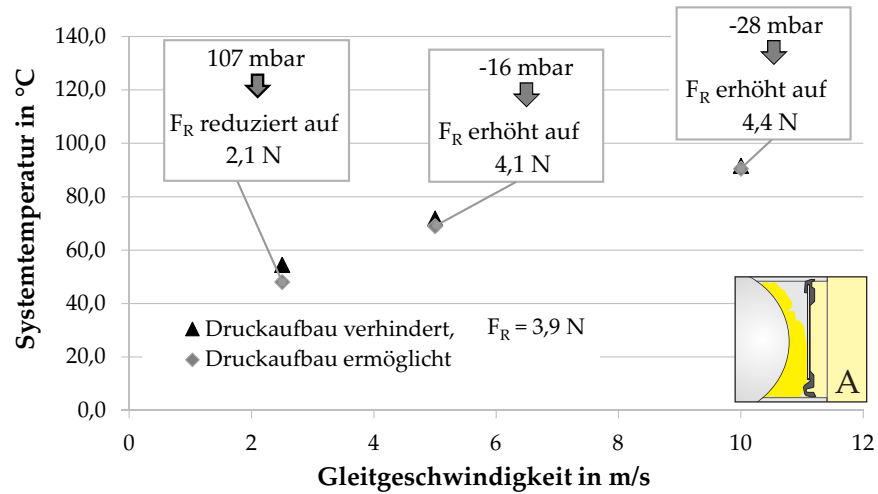 Systemtemperatur in °C
140,0
120,0
100,0
80,0
60,0
40,0
20,0
0,0
107 mbar
F_R reduziert auf
2,1 N
-16 mbar
F_R erhöht auf
4,1 N
-28 mbar
F_R erhöht auf
4,4 N
Druckaufbau verhindert, F_R = 3,9 N
Druckaufbau ermöglicht
A
0 2 4 6 8 10 12
Gleitgeschwindigkeit in m/s